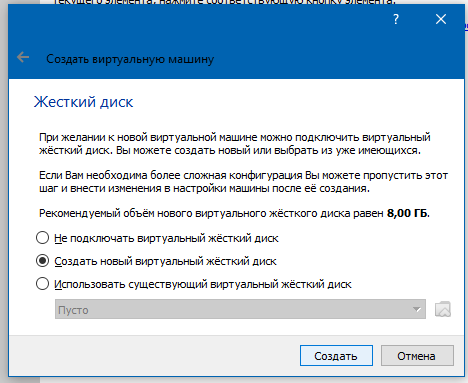 текущего элемента, нажмите соответствующую кнопку элемента.
?
Создать виртуальную машину
Жесткий диск
При желании к новой виртуальной машине можно подключить виртуальный
жёсткий диск. Вы можете создать новый или выбрать из уже имеющихся.
Если Вам необходима более сложная конфигурация Вы можете пропустить этот
шаг и внести изменения в настройки машины после её создания.
Рекомендуемый объём нового виртуального жёсткого диска равен 8,00 ГБ.
Не подключать виртуальный жёсткий диск
Создать новый виртуальный жёсткий диск
Использовать существующий виртуальный жёсткий диск
Пусто
Создать
Отмена